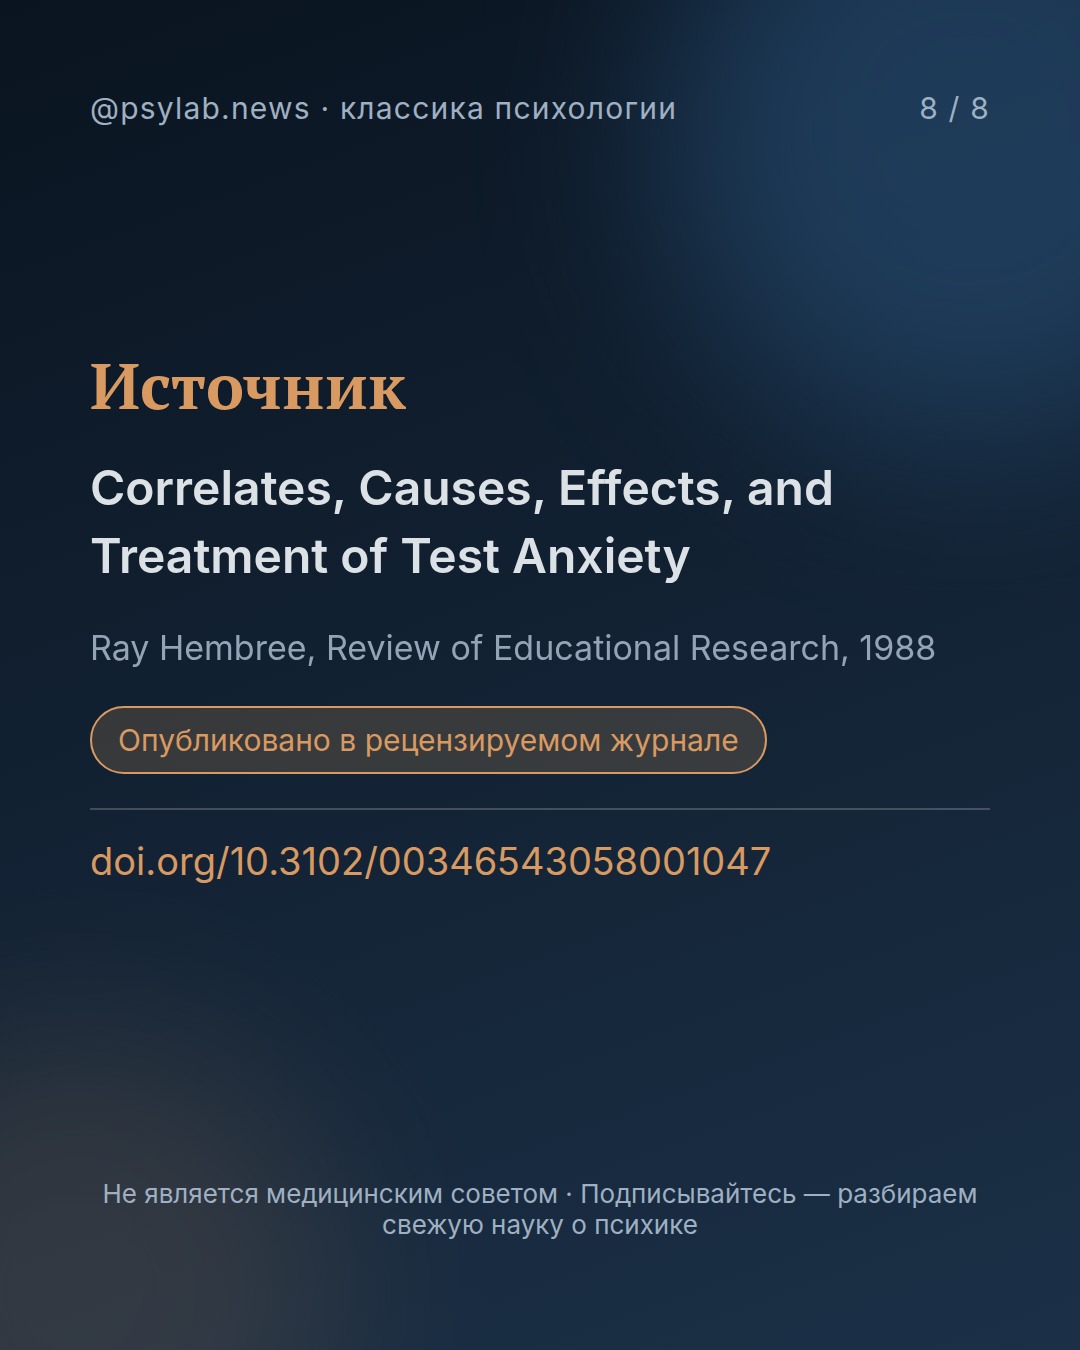 @psylab.news · классика психологии
8 / 8
Источник
Correlates, Causes, Effects, and
Treatment of Test Anxiety
Ray Hembree, Review of Educational Research, 1988
Опубликовано в рецензируемом журнале
doi.org/10.3102/00346543058001047
Не является медицинским советом · Подписывайтесь — разбираем
свежую науку о психике